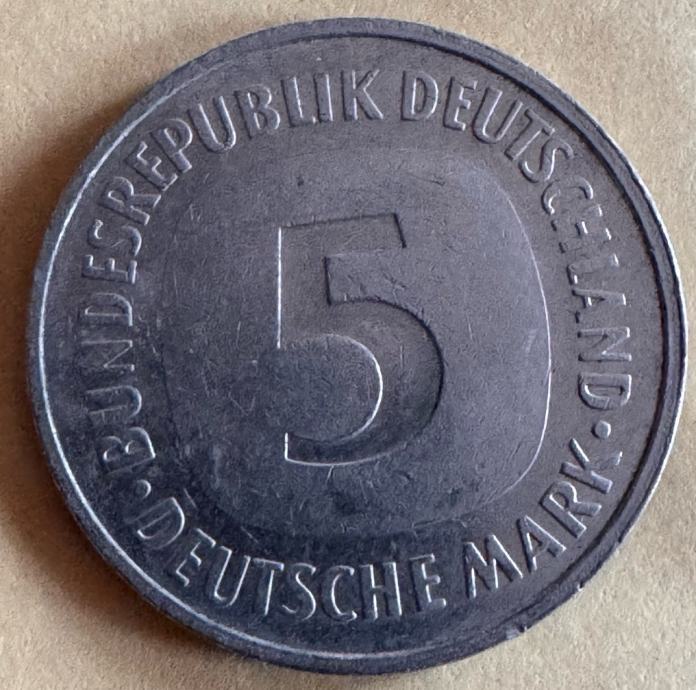 BUNDESREPUBLIK DEUTSCHLAND
5
· DEUTSCHE MARK ·